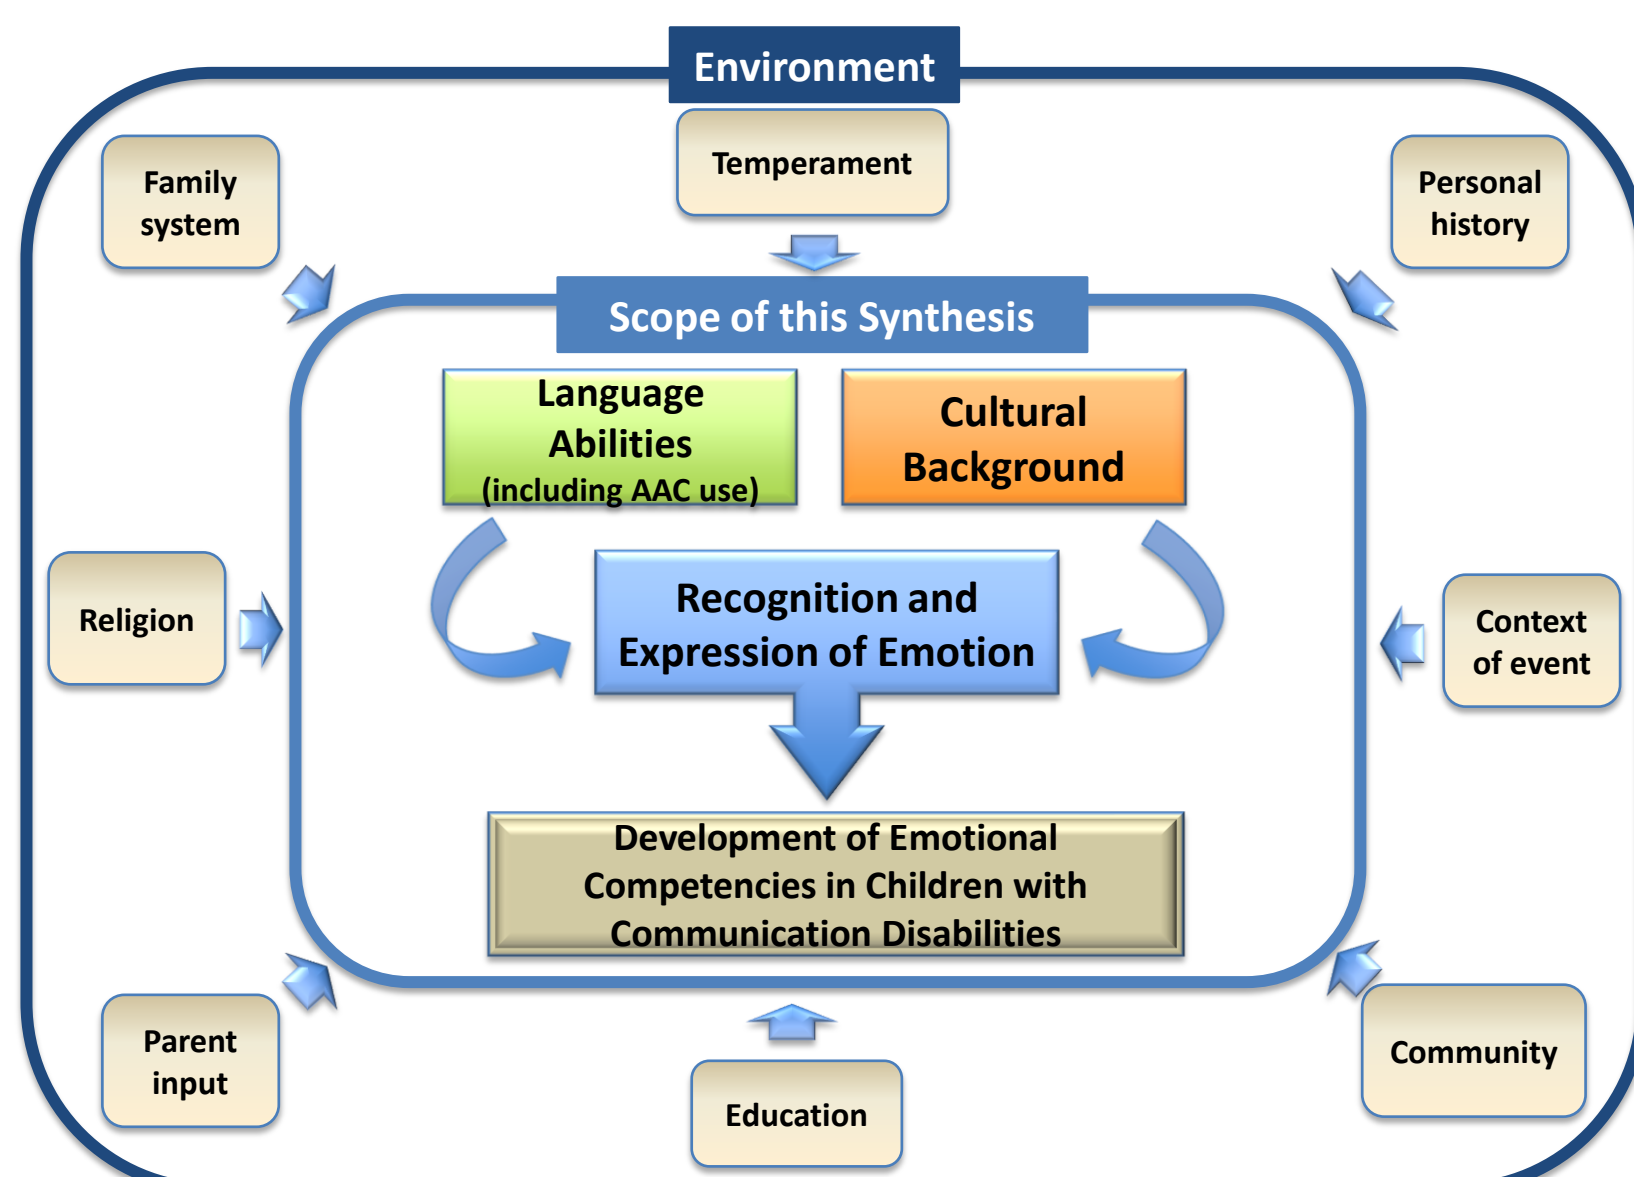 Environment
Temperament
Family
system
Personal
history
Scope of this Synthesis
Language
Abilities
(including AAC use)
Cultural
Background
Recognition and
Expression of Emotion
Religion
Context
of event
Development of Emotional
Competencies in Children with
Communication Disabilities
Parent
input
Education
Community